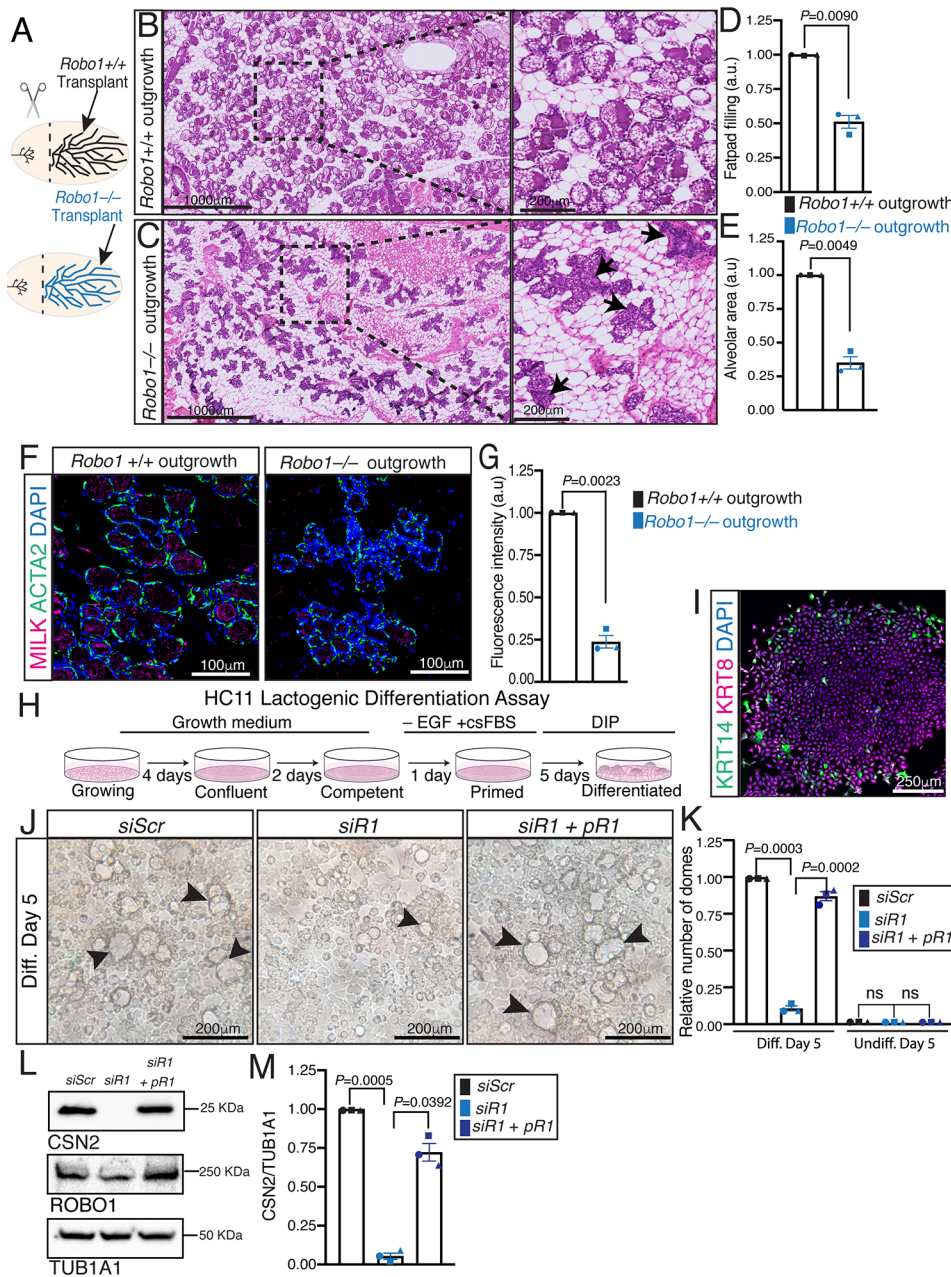 A
Robo1+/+
Transplant
Robo1–/–
Transplant
B
Robo1+/+ outgrowth
1000μm
200μm
C
Robo1–/– outgrowth
1000μm
200μm
D
P=0.0090
Fatpad filling (a.u)
1.25
1.00
0.75
0.50
0.25
0.00
Robo1+/+ outgrowth
Robo1–/– outgrowth
E
P=0.0049
Alveolar area (a.u)
1.25
1.00
0.75
0.50
0.25
0.00
F
Robo1 +/+ outgrowth
Robo1–/– outgrowth
MILK ACTA2 DAPI
100μm
100μm
G
P=0.0023
Fluorescence intensity (a.u)
1.25
1.00
0.75
0.50
0.25
0.00
Robo1+/+ outgrowth
Robo1–/– outgrowth
H
HC11 Lactogenic Differentiation Assay
Growth medium
– EGF +csFBS
DIP
4 days
2 days
1 day
5 days
Growing
Confluent
Competent
Primed
Differentiated
I
KRT14 KRT8 DAPI
250μm
J
siScr
siR1
siR1 + pR1
Diff. Day 5
200μm
200μm
200μm
K
Relative number of domes
1.25
1.00
0.75
0.50
0.25
0.00
P=0.0003
P=0.0002
ns
ns
Diff. Day 5
Undiff. Day 5
siScr
siR1
siR1 + pR1
L
siScr
siR1
siR1
+ pR1
25 KDa
CSN2
250 KDa
ROBO1
50 KDa
TUB1A1
M
P=0.0005
P=0.0392
CSN2/TUB1A1
1.25
1.00
0.75
0.50
0.25
0.00
siScr
siR1
siR1 + pR1